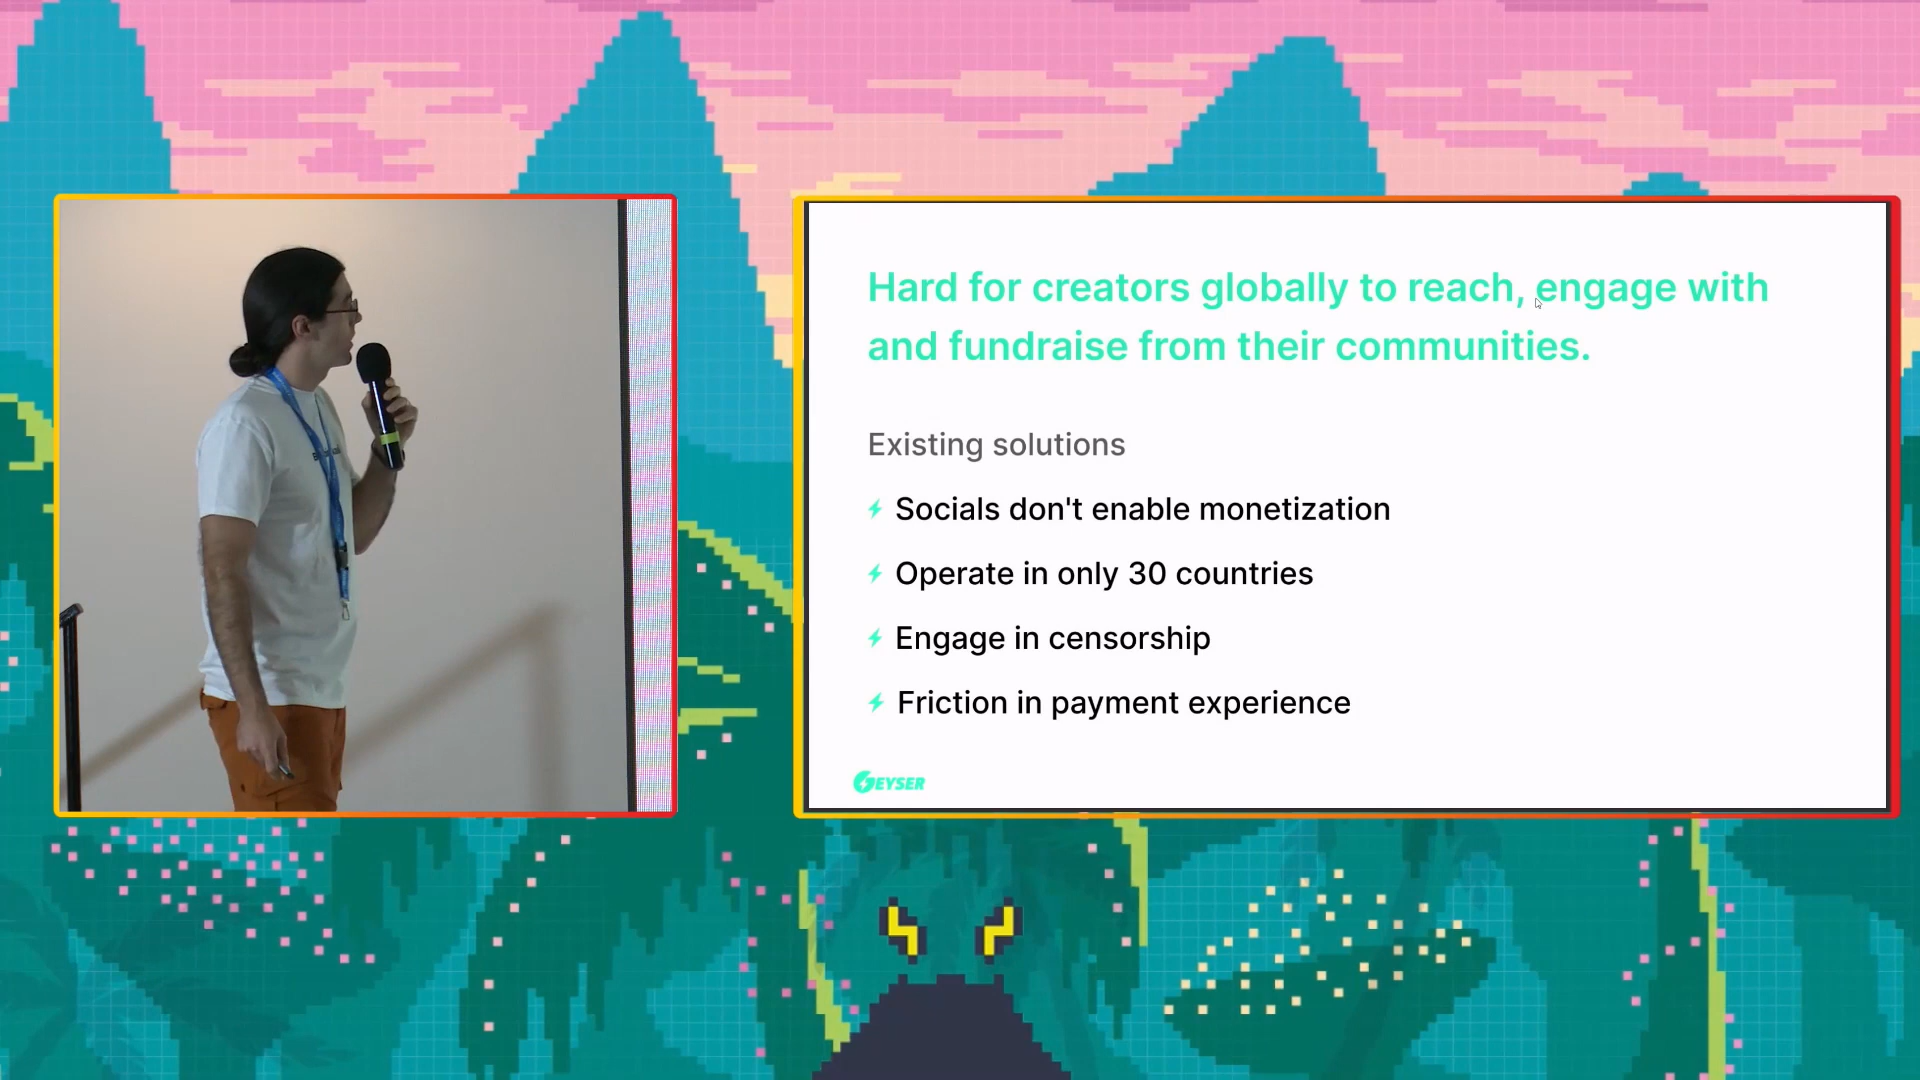 Hard for creators globally to reach, engage with
and fundraise from their communities.
Existing solutions
Socials don't enable monetization
Operate in only 30 countries
Engage in censorship
Friction in payment experience
GEYSER